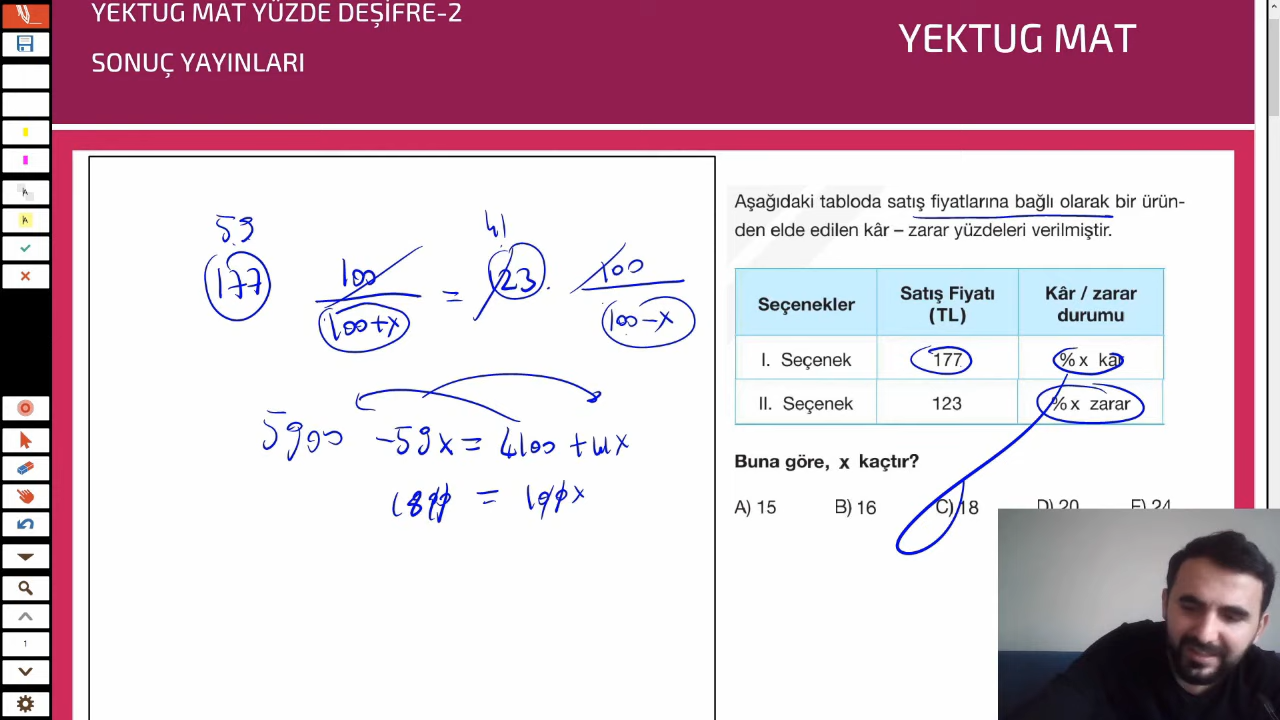 YEKTUG MAT YÜZDE DEŞİFRE-2
SONUÇ YAYINLARI
YEKTUG MAT
59
177
100
100+x
=
41
123
.
100
100-x
5900 -59x = 4100 +41x
1800 = 100x
Aşağıdaki tabloda satış fiyatlarına bağlı olarak bir ürün-
den elde edilen kâr – zarar yüzdeleri verilmiştir.
Seçenekler Satış Fiyatı (TL) Kâr / zarar durumu
I. Seçenek 177 %x kâr
II. Seçenek 123 %x zarar
Buna göre, x kaçtır?
A) 15 B) 16 C) 18 D) 20 E) 24
1